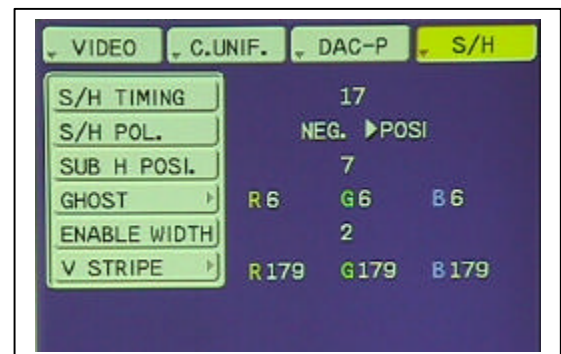 VIDEO C.UNIF. DAC-P S/H
S/H TIMING 17
S/H POL. NEG. ▶POSI
SUB H POSI. 7
GHOST R6 G6 B6
ENABLE WIDTH 2
V STRIPE R179 G179 B179